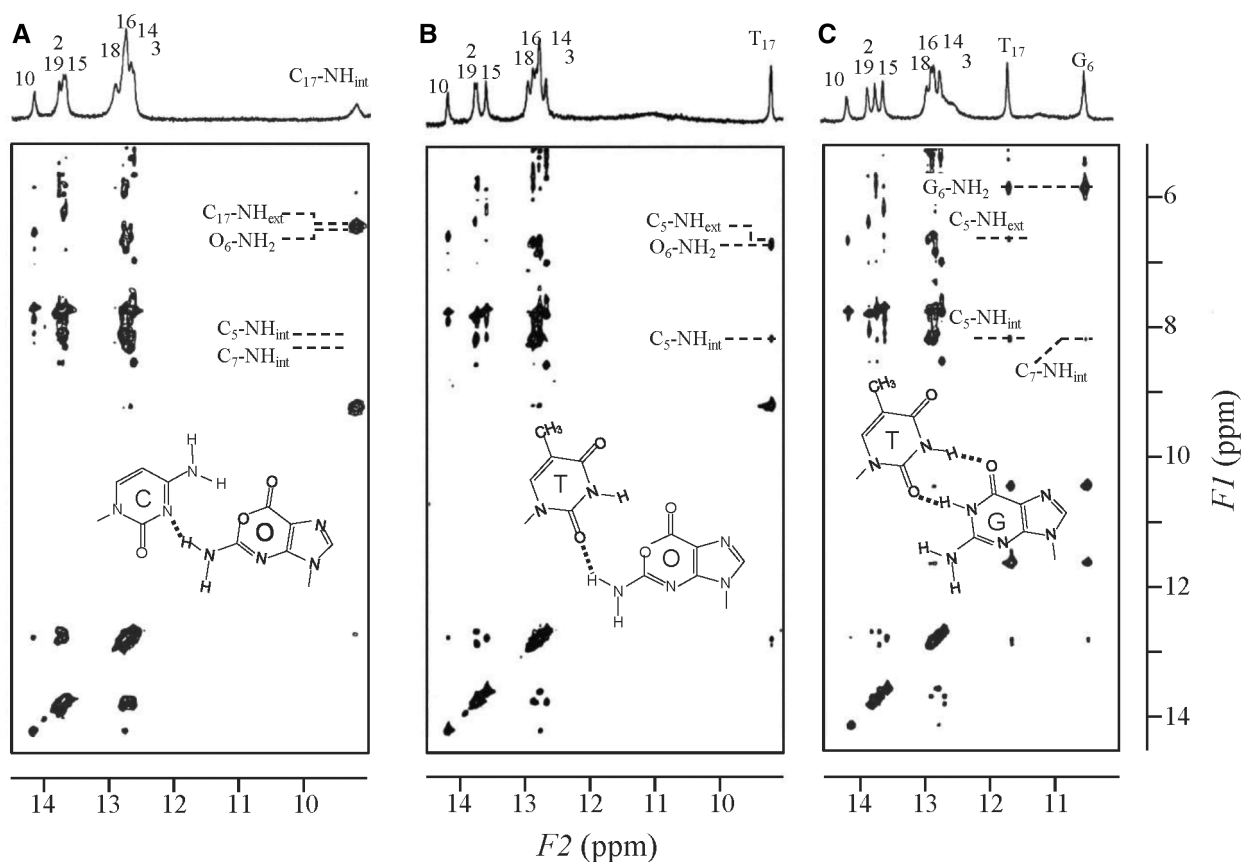 A
10
2
19 15
18
16
14
3
C17-NHint
C17-NHext
O6-NH2
C5-NHint
C7-NHint
H
N
H
C
N
N
O
O
O
O
N
H
N
N
N
H
14 13 12 11 10
B
10
2
19 15
18
16
14
3
T17
C5-NHext
O6-NH2
C5-NHint
CH3
O
T
N
H
N
O
O
O
O
N
H
N
N
N
H
14 13 12 11 10
C
10
2
19 15
18
16 14
3
T17
G6
G6-NH2
C5-NHext
C5-NHint
C7-NHint
CH3
O
T
N
H
O
N
O
H
N
N
G
H
N
N
N
H
14 13 12 11
6
8
10
12
14
F1 (ppm)
F2 (ppm)